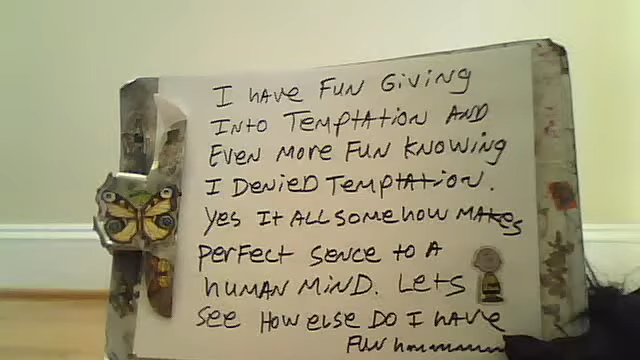 I HAVE FUN GIVING
INTO TEMPTATION AND
EVEN MORE FUN KNOWING
I DENIED TEMPTATION.
YES IT ALL SOMEHOW MAKES
PERFECT SENCE TO A
HUMAN MIND. LETS
SEE HOW ELSE DO I HAVE
FUN hmmmmmm